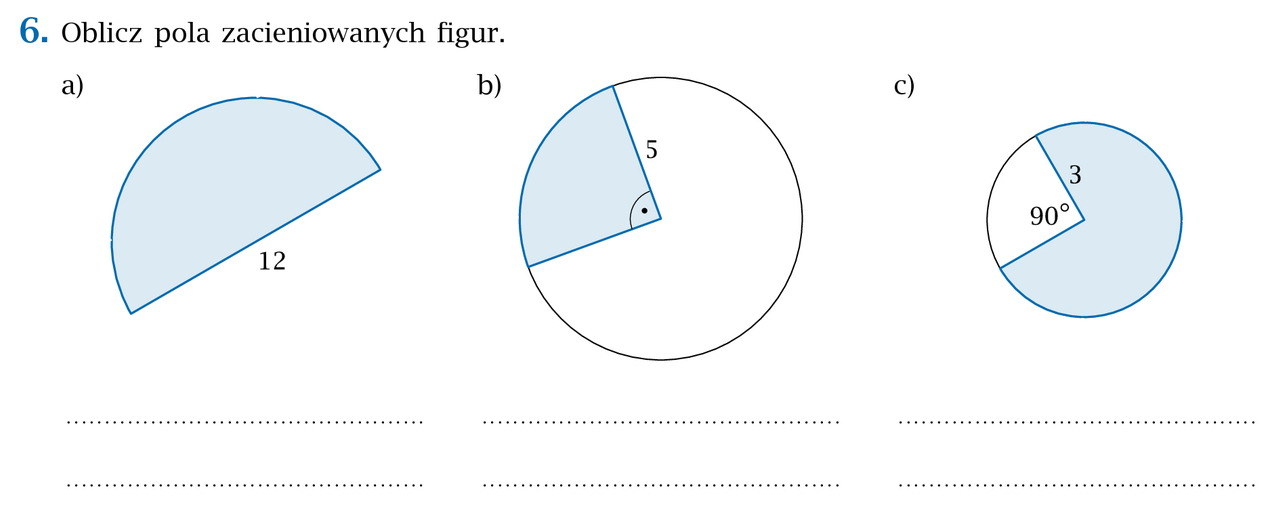 6. Oblicz pola zacieniowanych figur.
a) b) c)
5
3
90°
12